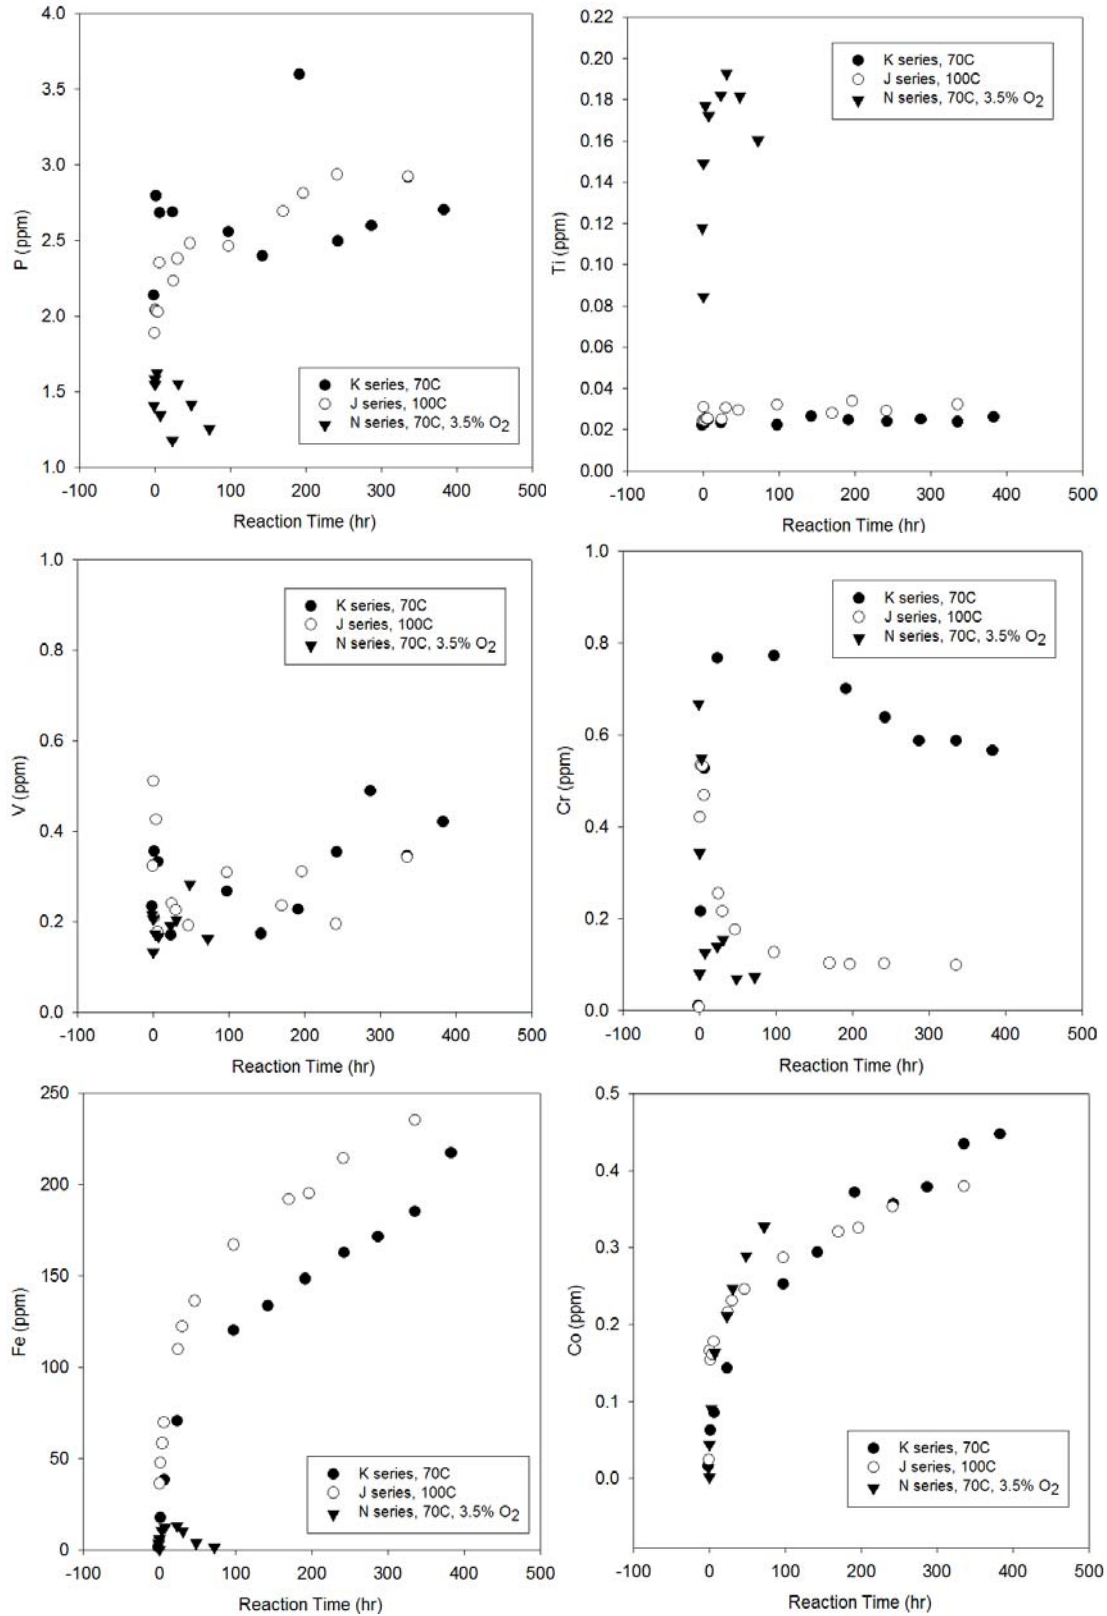 4.0
3.5
3.0
2.5
2.0
1.5
1.0
P (ppm)
K series, 70C
J series, 100C
N series, 70C, 3.5% O2
-100 0 100 200 300 400 500
Reaction Time (hr)
0.22
0.20
0.18
0.16
0.14
0.12
0.10
0.08
0.06
0.04
0.02
0.00
Ti (ppm)
K series, 70C
J series, 100C
N series, 70C, 3.5% O2
-100 0 100 200 300 400 500
Reaction Time (hr)
1.0
0.8
0.6
0.4
0.2
0.0
V (ppm)
K series, 70C
J series, 100C
N series, 70C, 3.5% O2
-100 0 100 200 300 400 500
Reaction Time (hr)
1.0
0.8
0.6
0.4
0.2
0.0
Cr (ppm)
K series, 70C
J series, 100C
N series, 70C, 3.5% O2
-100 0 100 200 300 400 500
Reaction Time (hr)
250
200
150
100
50
0
Fe (ppm)
K series, 70C
J series, 100C
N series, 70C, 3.5% O2
-100 0 100 200 300 400 500
Reaction Time (hr)
0.5
0.4
0.3
0.2
0.1
0.0
Co (ppm)
K series, 70C
J series, 100C
N series, 70C, 3.5% O2
-100 0 100 200 300 400 500
Reaction Time (hr)